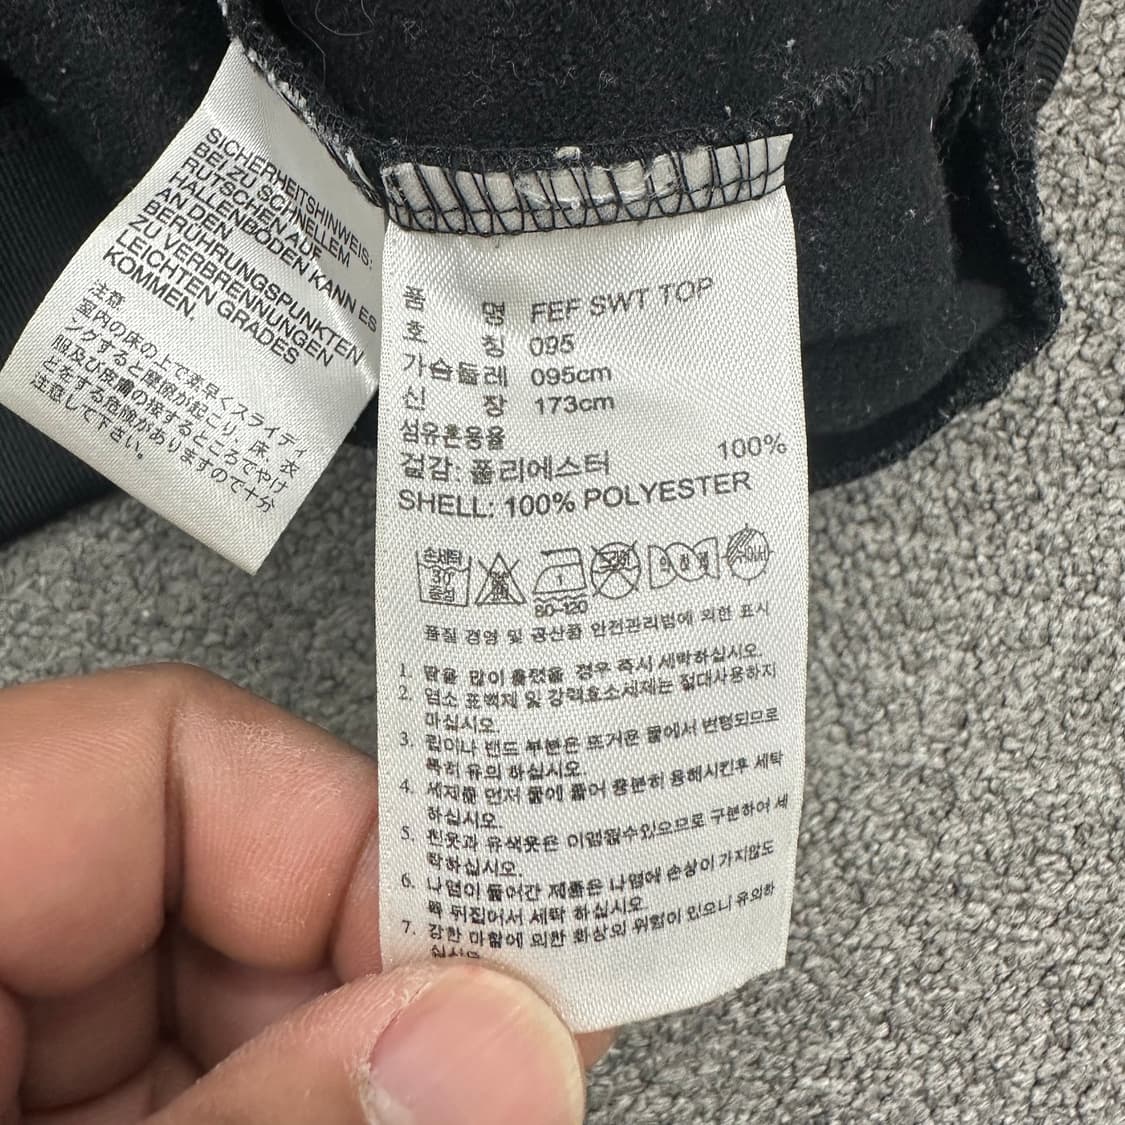 SICHERHEITSHINWEIS:
BEI ZU SCHNELLEM
RUTSCHEN AUF
HALLENBÖDEN KANN ES
AN DEN
BERÜHRUNGSPUNKTEN
ZU VERBRENNUNGEN
LEICHTEN GRADES
KOMMEN.
注意
室内の床の上で素早くスライディ
ングすると摩擦が起こり、床、衣
服及び皮膚の接するところでやけ
どをする危険がありますので十分
注意して下さい。
품 명 FEF SWT TOP
호 칭 095
가슴둘레 095cm
신 장 173cm
섬유혼용율
겉감: 폴리에스터 100%
SHELL: 100% POLYESTER
손세탁
30°
중성
1
80-120
품질 경영 및 공산품 안전관리법에 의한 표시
1. 땀을 많이 흘렸을 경우 즉시 세탁하십시오.
2. 염소 표백제 및 강력효소세제는 절대사용하지
마십시오
3. 프린이나 밴드 부분은 뜨거운 물에서 변형되므로
특히 유의 하십시오.
4. 세제를 먼저 물에 풀어 충분히 용해시킨후 세탁
하십시오.
5. 흰옷과 유색옷은 이염될수있으므로 구분하여 세
탁하십시오.
6. 나염이 들어간 제품은 나염에 손상이 가지않도
록 뒤집어서 세탁 하십시오
7. 강한 마찰에 의한 화상의 위험이 있으니 유의하
십시오